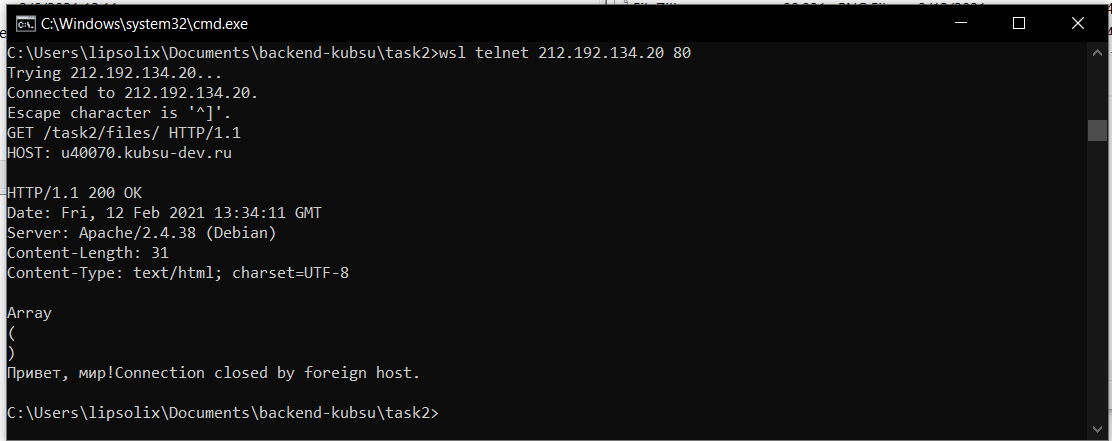 C:\Windows\system32\cmd.exe
C:\Users\lipsolix\Documents\backend-kubsu\task2>wsl telnet 212.192.134.20 80
Trying 212.192.134.20...
Connected to 212.192.134.20.
Escape character is '^]'.
GET /task2/files/ HTTP/1.1
HOST: u40070.kubsu-dev.ru
HTTP/1.1 200 OK
Date: Fri, 12 Feb 2021 13:34:11 GMT
Server: Apache/2.4.38 (Debian)
Content-Length: 31
Content-Type: text/html; charset=UTF-8
Array
(
)
Привет, мир!Connection closed by foreign host.
C:\Users\lipsolix\Documents\backend-kubsu\task2>